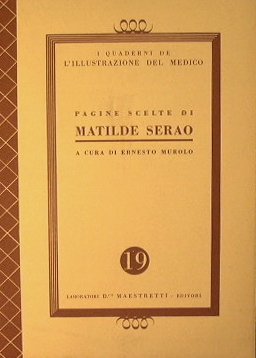 I QUADERNI DE
L'ILLUSTRAZIONE DEL MEDICO
PAGINE SCELTE DI
MATILDE SERAO
A CURA DI ERNESTO MUROLO
19
LABORATORI D.ri MAESTRETTI - EDITORI